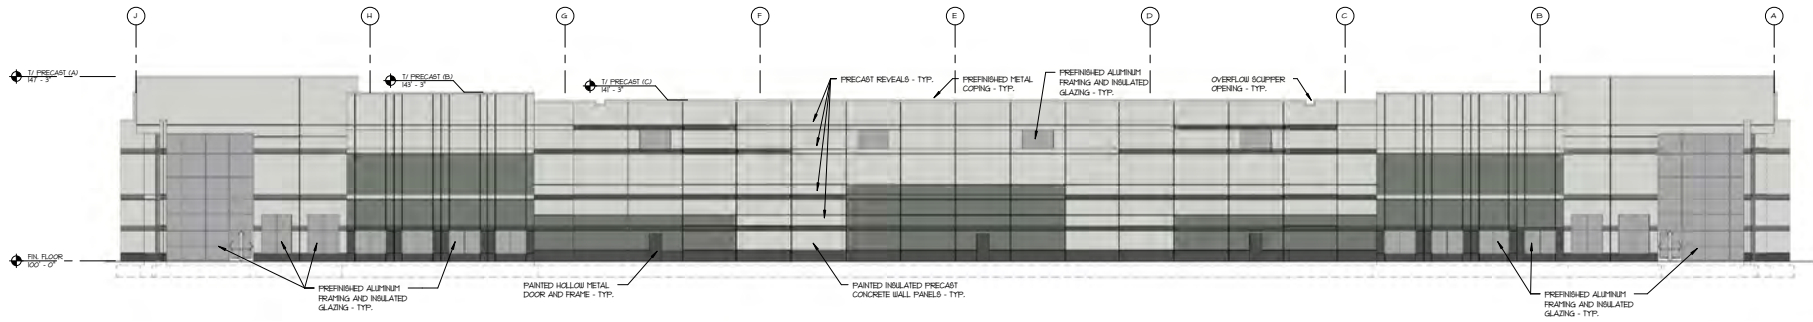 J H G F E D C B A
T/ PRECAST (A)
147' - 3"
T/ PRECAST (B)
143' - 3"
T/ PRECAST (C)
141' - 3"
PRECAST REVEALS - TYP.
PREFINISHED METAL
COPING - TYP.
PREFINISHED ALUMINUM
FRAMING AND INSULATED
GLAZING - TYP.
OVERFLOW SCUPPER
OPENING - TYP.
FIN. FLOOR
100' - 0"
PREFINISHED ALUMINUM
FRAMING AND INSULATED
GLAZING - TYP.
PAINTED HOLLOW METAL
DOOR AND FRAME - TYP.
PAINTED INSULATED PRECAST
CONCRETE WALL PANELS - TYP.
PREFINISHED ALUMINUM
FRAMING AND INSULATED
GLAZING - TYP.